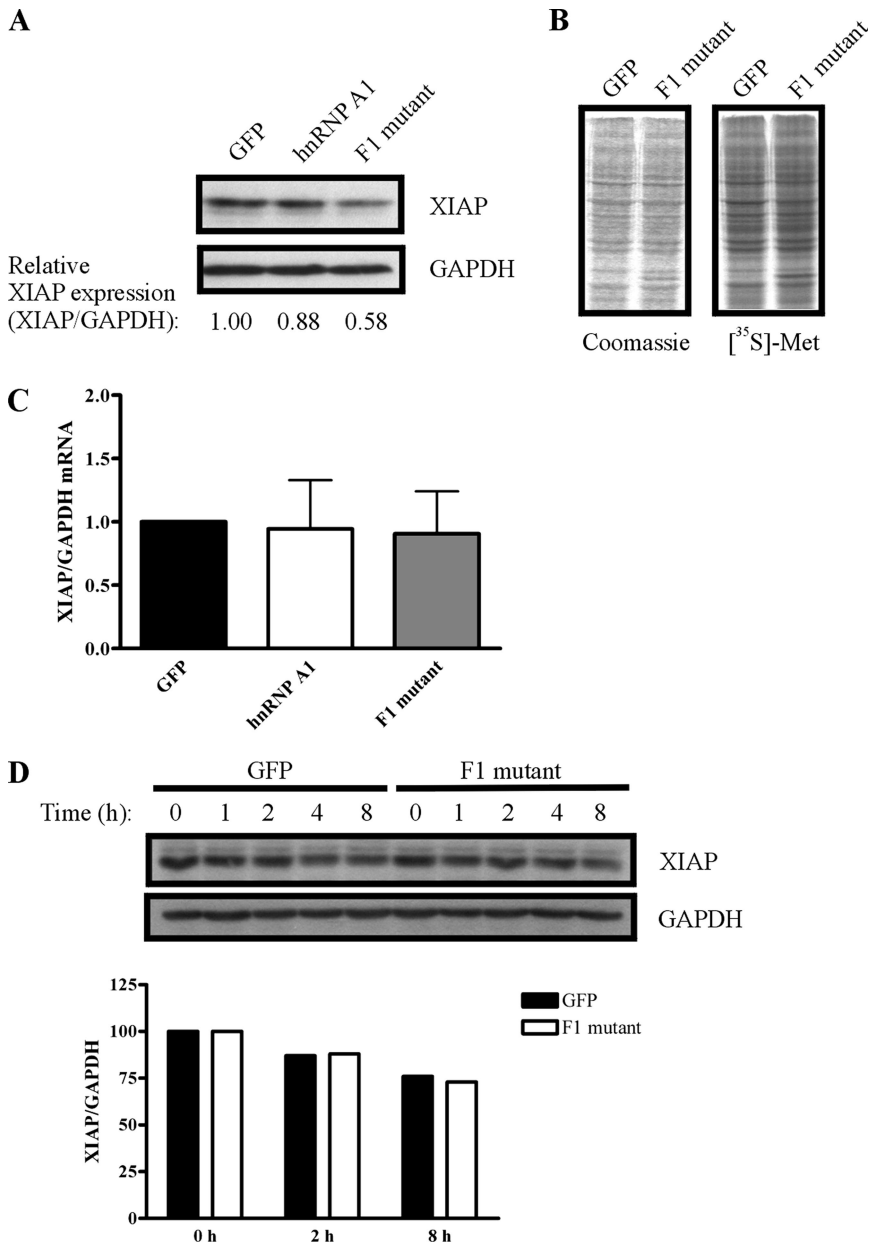 A
GFP
hnRNP A1
F1 mutant
XIAP
GAPDH
Relative
XIAP expression
(XIAP/GAPDH):
1.00 0.88 0.58
B
GFP
F1 mutant
GFP
F1 mutant
Coomassie
[35S]-Met
C
XIAP/GAPDH mRNA
2.0
1.5
1.0
0.5
0.0
GFP
hnRNP A1
F1 mutant
D
GFP F1 mutant
Time (h): 0 1 2 4 8 0 1 2 4 8
XIAP
GAPDH
XIAP/GAPDH
125
100
75
50
25
0
0 h 2 h 8 h
GFP
F1 mutant